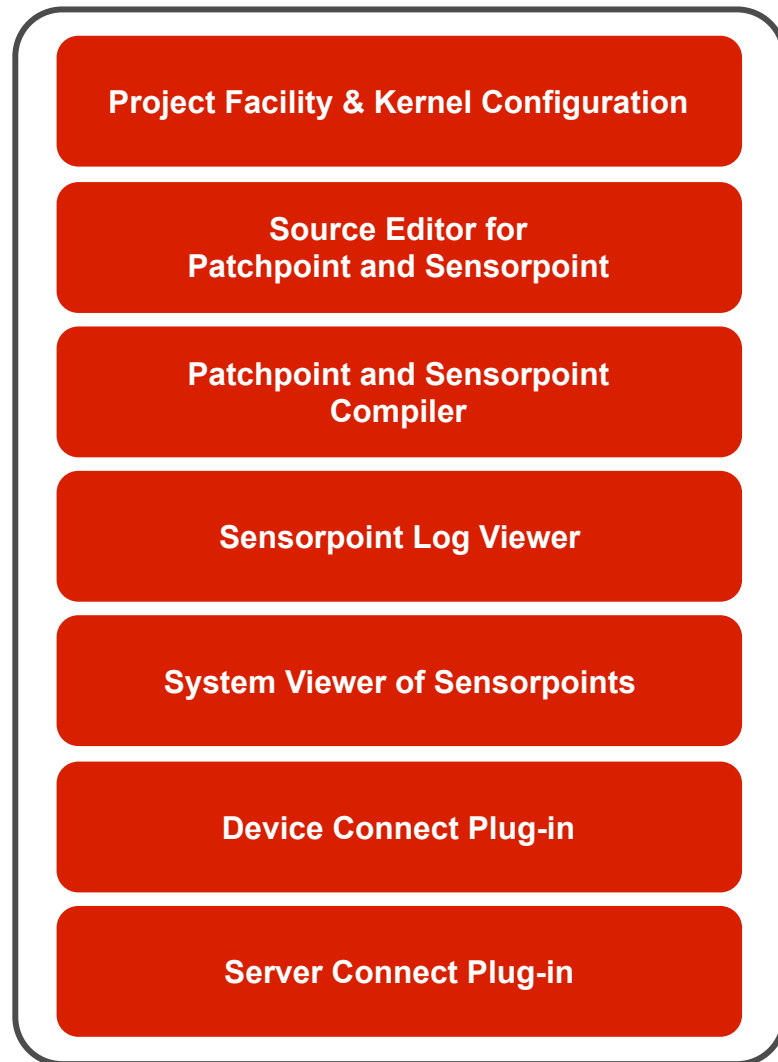 Project Facility & Kernel Configuration
Source Editor for
Patchpoint and Sensorpoint
Patchpoint and Sensorpoint
Compiler
Sensorpoint Log Viewer
System Viewer of Sensorpoints
Device Connect Plug-in
Server Connect Plug-in